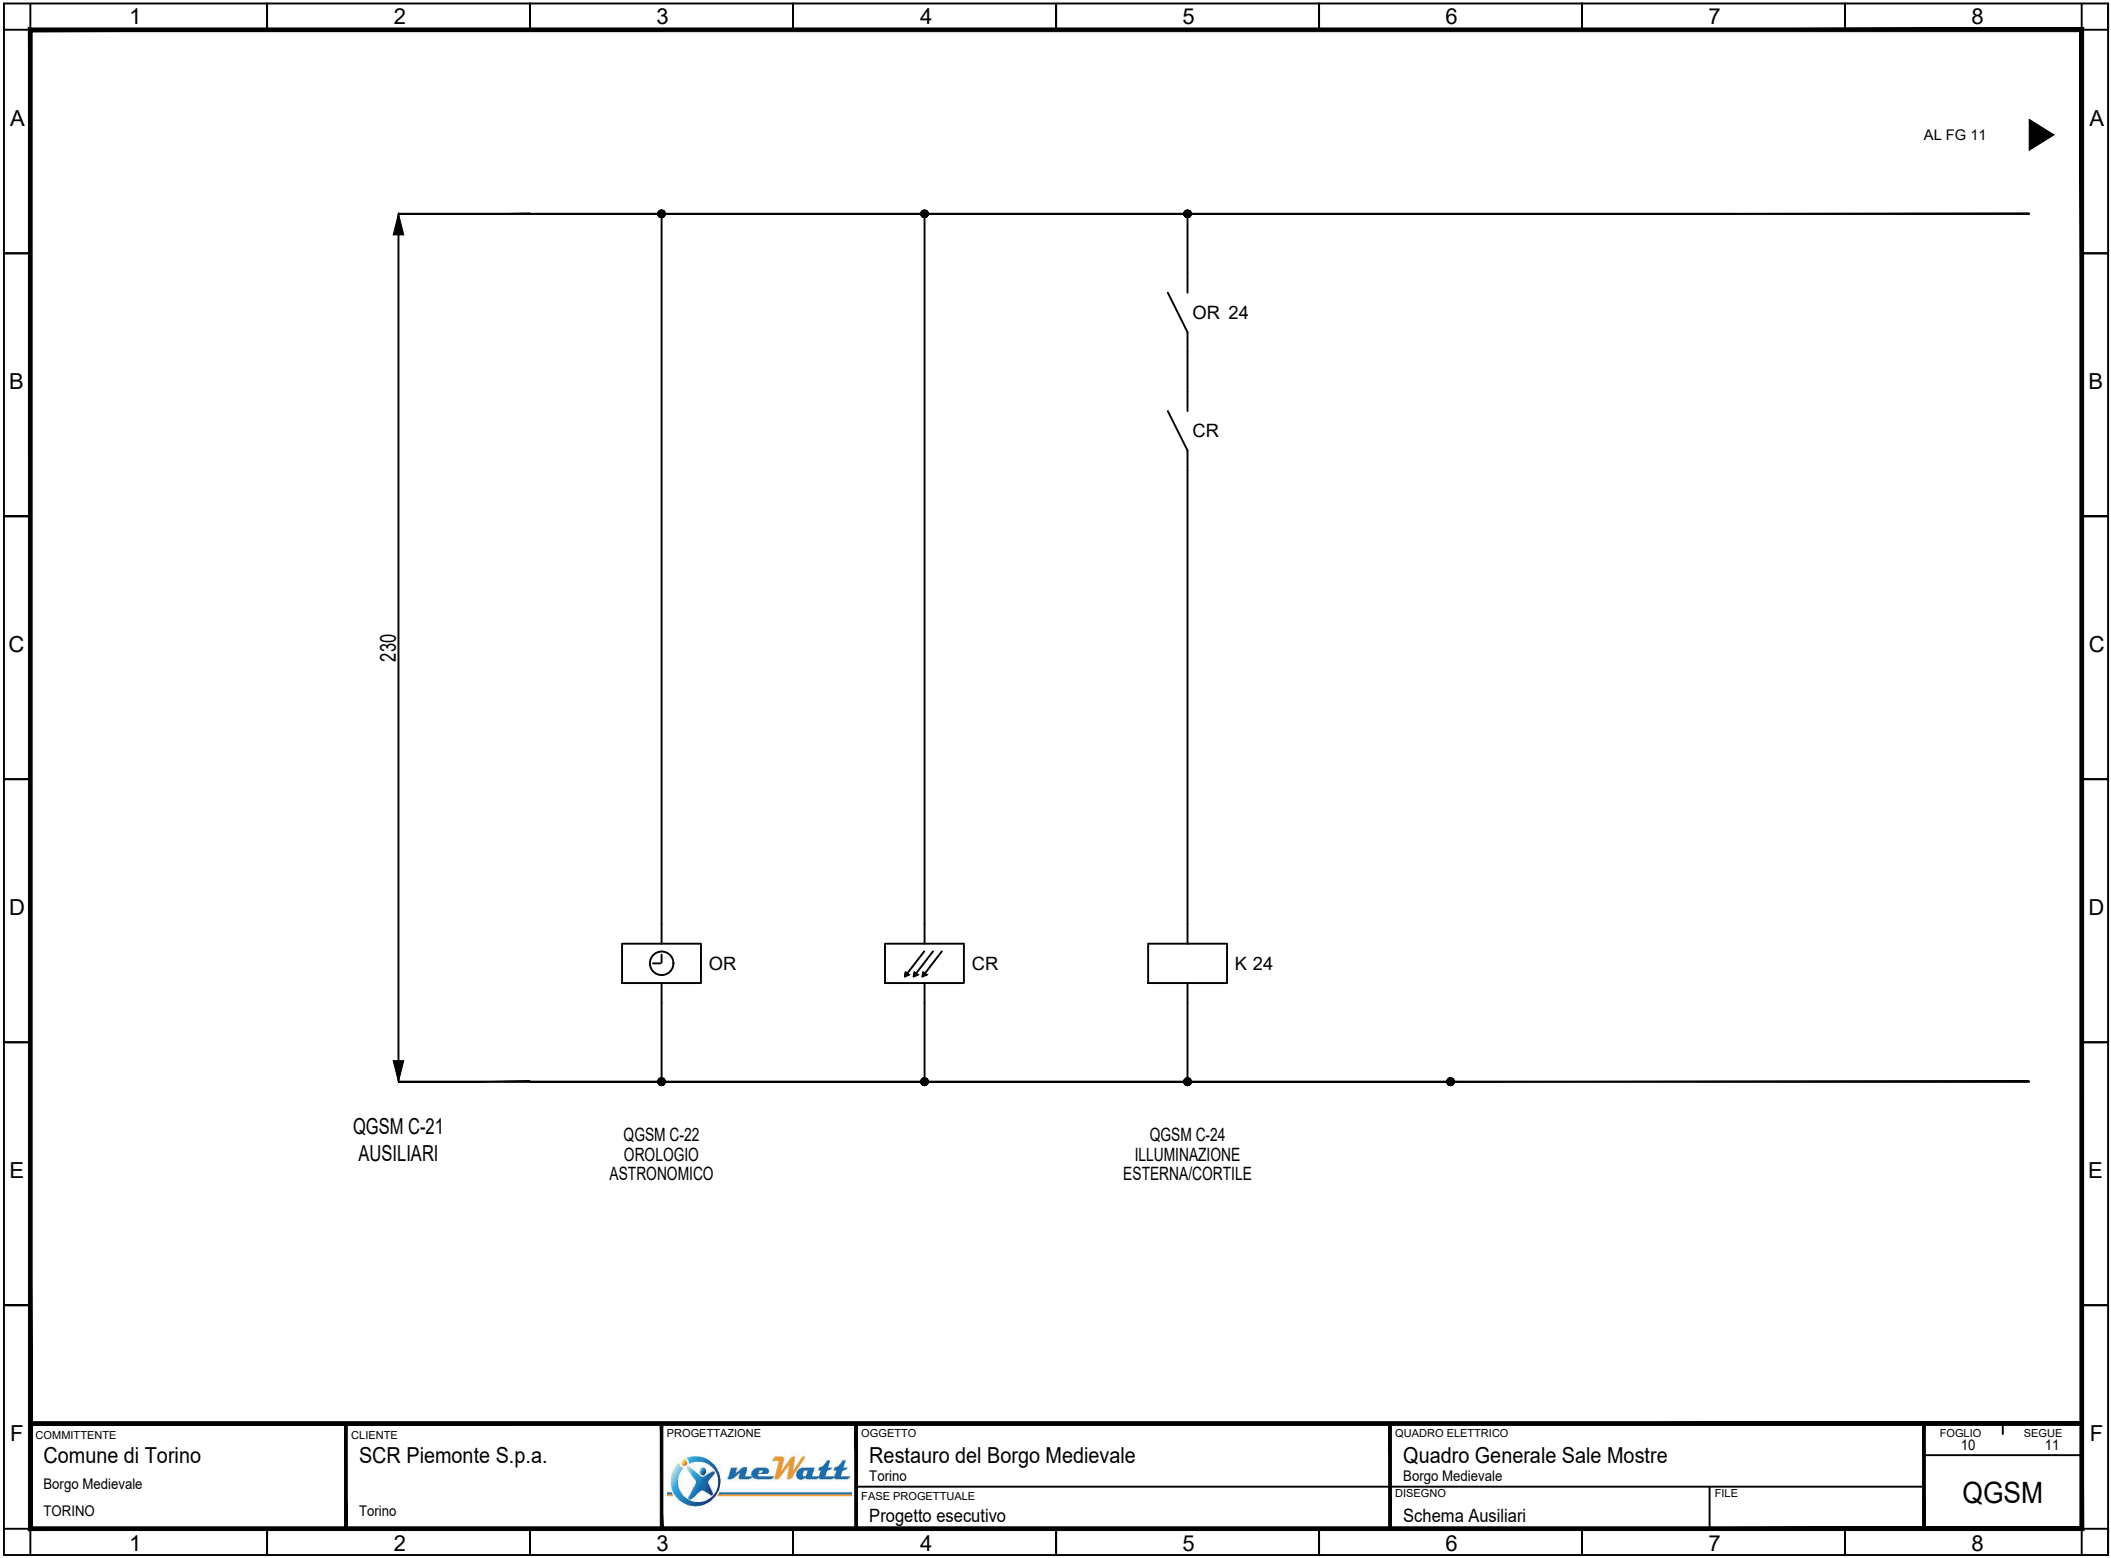 1 2 3 4 5 6 7 8
A A
AL FG 11
OR 24
B B
CR
C C
230
D D
OR
CR
K 24
QGSM C-21
AUSILIARI
QGSM C-22
OROLOGIO
ASTRONOMICO
QGSM C-24
ILLUMINAZIONE
ESTERNA/CORTILE
E E
F F
COMMITTENTE
Comune di Torino
Borgo Medievale
TORINO
CLIENTE
SCR Piemonte S.p.a.
Torino
PROGETTAZIONE
neWatt
OGGETTO
Restauro del Borgo Medievale
Torino
FASE PROGETTUALE
Progetto esecutivo
QUADRO ELETTRICO
Quadro Generale Sale Mostre
Borgo Medievale
DISEGNO
Schema Ausiliari
FILE
FOGLIO SEGUE
10 11
QGSM
1 2 3 4 5 6 7 8